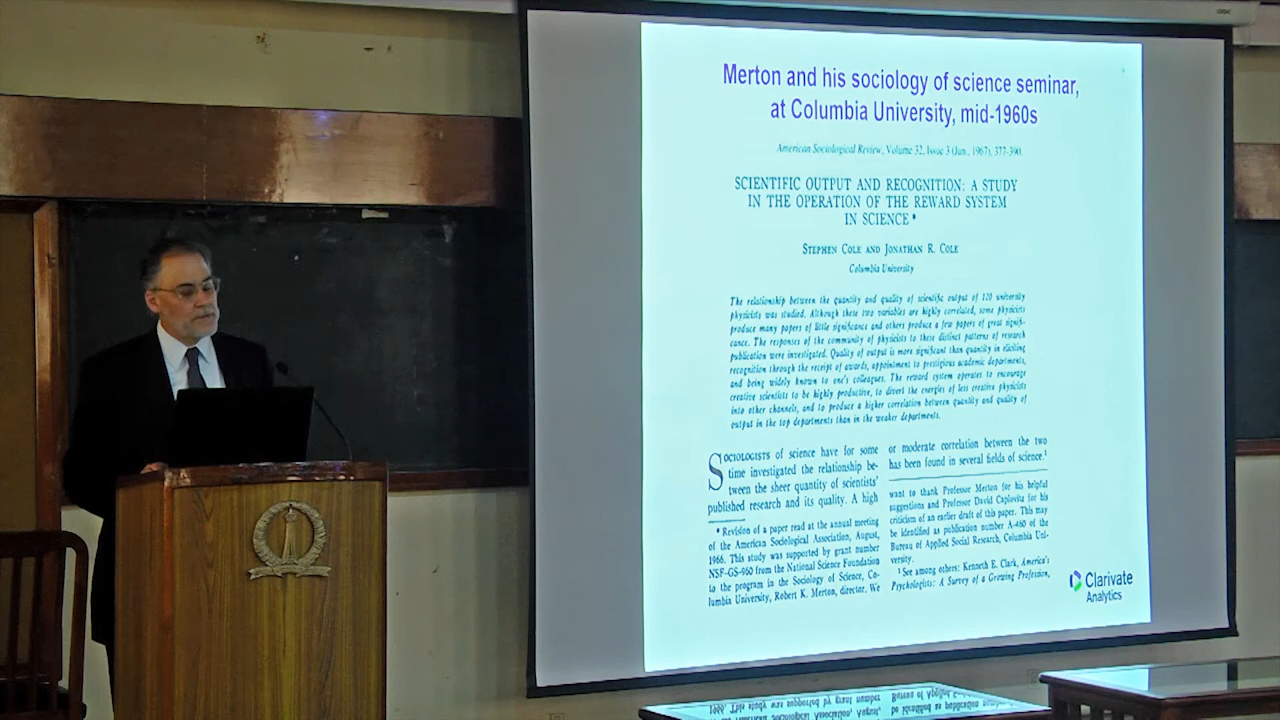 Merton and his sociology of science seminar,
at Columbia University, mid-1960s
American Sociological Review, Volume 32, Issue 3 (Jun., 1967), 377-390.
SCIENTIFIC OUTPUT AND RECOGNITION: A STUDY
IN THE OPERATION OF THE REWARD SYSTEM
IN SCIENCE *
STEPHEN COLE AND JONATHAN R. COLE
Columbia University
The relationship between the quantity and quality of scientific output of 120 university
physicists was studied. Although these two variables are highly correlated, some physicists
produce many papers of little significance and others produce a few papers of great signifi-
cance. The responses of the community of physicists to these distinct patterns of research
publication were investigated. Quality of output is more significant than quantity in eliciting
recognition through the receipt of awards, appointment to prestigious academic departments,
and being widely known to one's colleagues. The reward system operates to encourage
creative scientists to be highly productive, to divert the energies of less creative physicists
into other channels, and to produce a higher correlation between quantity and quality of
output in the top departments than in the weaker departments.
SOCIOLOGISTS of science have for some
time investigated the relationship be-
tween the sheer quantity of scientists'
published research and its quality. A high
* Revision of a paper read at the annual meeting
of the American Sociological Association, August,
1966. This study was supported by grant number
NSF-GS-960 from the National Science Foundation
to the program in the Sociology of Science, Co-
lumbia University, Robert K. Merton, director. We
or moderate correlation between the two
has been found in several fields of science.¹
want to thank Professor Merton for his helpful
suggestions and Professor David Caplovitz for his
criticism of an earlier draft of this paper. This may
be identified as publication number A-460 of the
Bureau of Applied Social Research, Columbia Uni-
versity.
¹ See among others: Kenneth E. Clark, America's
Psychologists: A Survey of a Growing Profession,
Clarivate
Analytics